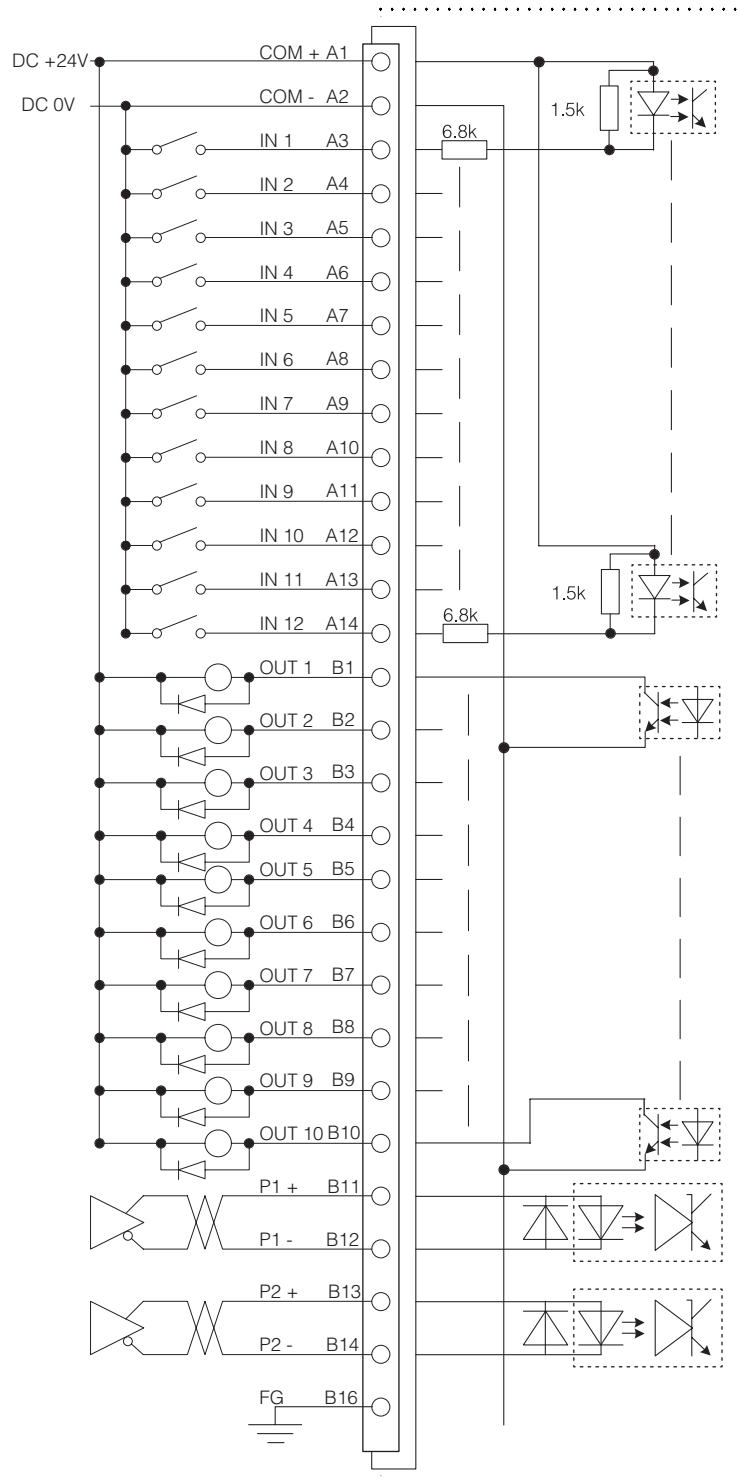 DC +24V COM + A1
DC 0V COM - A2
1.5k
6.8k
IN 1 A3
IN 2 A4
IN 3 A5
IN 4 A6
IN 5 A7
IN 6 A8
IN 7 A9
IN 8 A10
IN 9 A11
IN 10 A12
IN 11 A13
1.5k
6.8k
IN 12 A14
OUT 1 B1
OUT 2 B2
OUT 3 B3
OUT 4 B4
OUT 5 B5
OUT 6 B6
OUT 7 B7
OUT 8 B8
OUT 9 B9
OUT 10 B10
P1 + B11
P1 - B12
P2 + B13
P2 - B14
FG B16